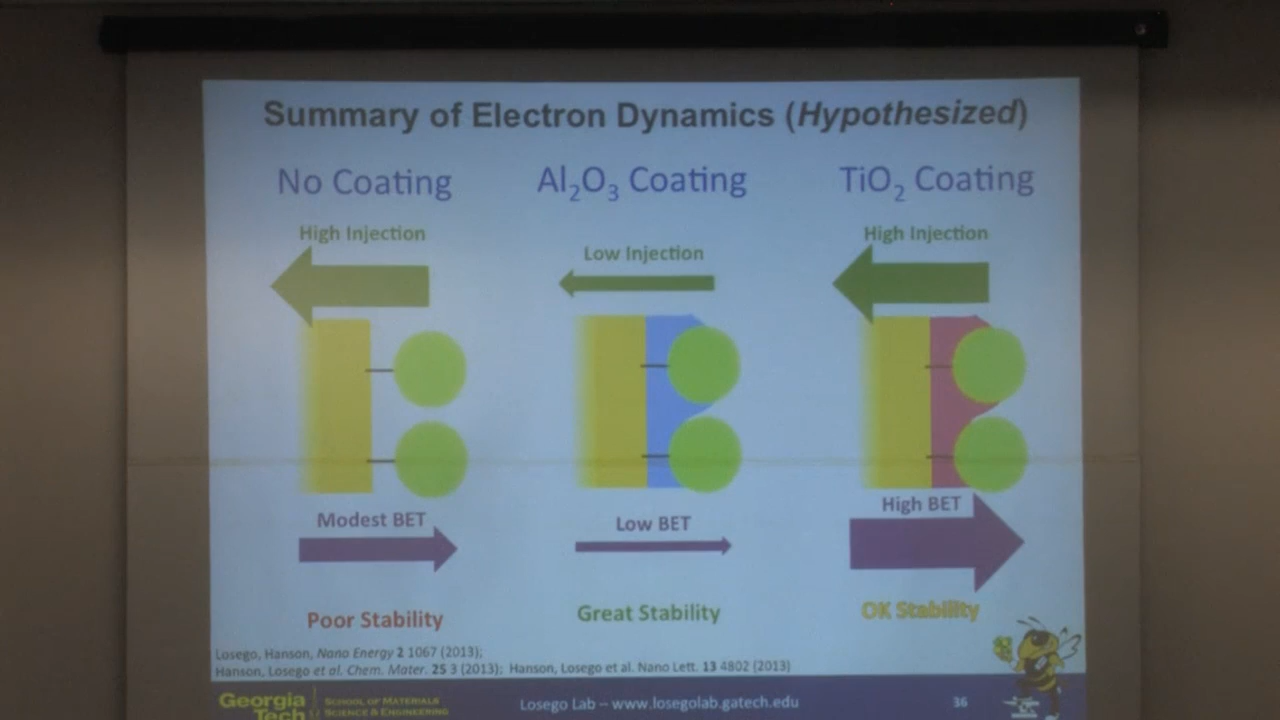 Summary of Electron Dynamics (Hypothesized)
No Coating
Al₂O₃ Coating
TiO₂ Coating
High Injection
Low Injection
High Injection
Modest BET
Low BET
High BET
Poor Stability
Great Stability
OK Stability
Losego, Hanson, Nano Energy 2 1067 (2013);
Hanson, Losego et al. Chem. Mater. 25 3 (2013); Hanson, Losego et al. Nano Lett. 13 4802 (2013)
Georgia Tech
SCHOOL OF MATERIALS
SCIENCE & ENGINEERING
Losego Lab – www.losegolab.gatech.edu
36